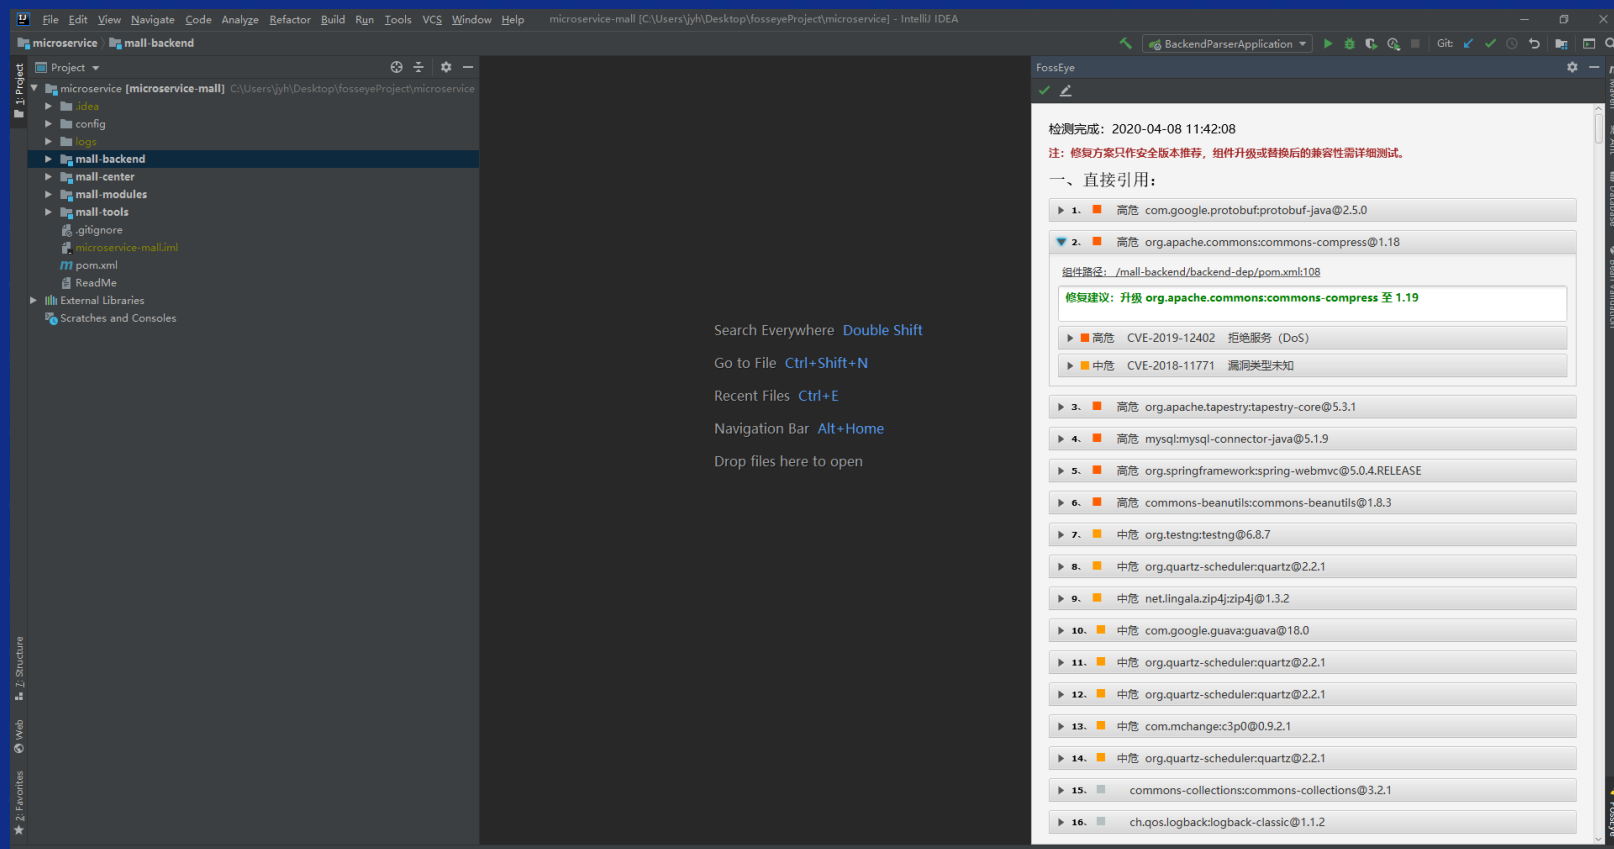 File Edit View Navigate Code Analyze Refactor Build Run Tools VCS Window Help microservice-mall [C:\Users\jyh\Desktop\fosseyeProject\microservice] - IntelliJ IDEA
microservice mall-backend BackendParserApplication Git:
1: Project
Project
microservice [microservice-mall] C:\Users\jyh\Desktop\fosseyeProject\microservice
.idea
config
logs
mall-backend
mall-center
mall-modules
mall-tools
.gitignore
microservice-mall.iml
pom.xml
ReadMe
External Libraries
Scratches and Consoles
7: Structure
Web
2: Favorites
Search Everywhere Double Shift
Go to File Ctrl+Shift+N
Recent Files Ctrl+E
Navigation Bar Alt+Home
Drop files here to open
FossEye
检测完成：2020-04-08 11:42:08
注：修复方案只作安全版本推荐，组件升级或替换后的兼容性需详细测试。
一、直接引用：
1、 高危 com.google.protobuf:protobuf-java@2.5.0
2、 高危 org.apache.commons:commons-compress@1.18
组件路径： /mall-backend/backend-dep/pom.xml:108
修复建议：升级 org.apache.commons:commons-compress 至 1.19
高危 CVE-2019-12402 拒绝服务（DoS）
中危 CVE-2018-11771 漏洞类型未知
3、 高危 org.apache.tapestry:tapestry-core@5.3.1
4、 高危 mysql:mysql-connector-java@5.1.9
5、 高危 org.springframework:spring-webmvc@5.0.4.RELEASE
6、 高危 commons-beanutils:commons-beanutils@1.8.3
7、 中危 org.testng:testng@6.8.7
8、 中危 org.quartz-scheduler:quartz@2.2.1
9、 中危 net.lingala.zip4j:zip4j@1.3.2
10、 中危 com.google.guava:guava@18.0
11、 中危 org.quartz-scheduler:quartz@2.2.1
12、 中危 org.quartz-scheduler:quartz@2.2.1
13、 中危 com.mchange:c3p0@0.9.2.1
14、 中危 org.quartz-scheduler:quartz@2.2.1
15、 commons-collections:commons-collections@3.2.1
16、 ch.qos.logback:logback-classic@1.1.2